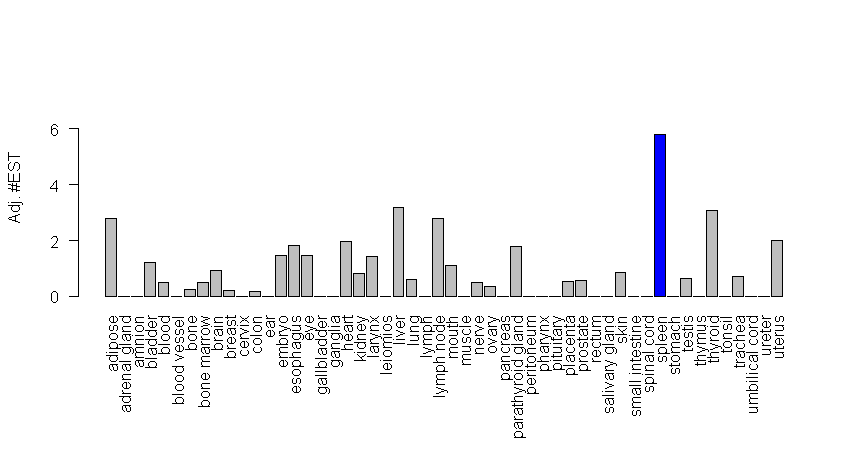 Adj. #EST
6
4
2
0
adipose
adrenal gland
amnion
bladder
blood
blood vessel
bone
bone marrow
brain
breast
cervix
colon
ear
embryo
esophagus
eye
gallbladder
ganglia
heart
kidney
larynx
leiomios
liver
lung
lymph
lymph node
mouth
muscle
nerve
ovary
pancreas
parathyroid gland
peritoneum
pharynx
pituitary
placenta
prostate
rectum
salivary gland
skin
small intestine
spinal cord
spleen
stomach
testis
thymus
thyroid
tonsil
trachea
umbilical cord
ureter
uterus